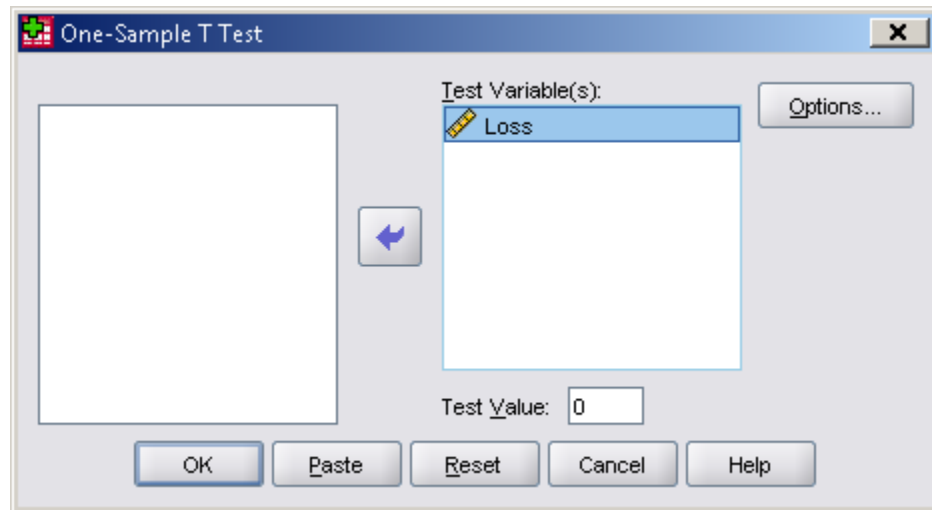 One-Sample T Test
Test Variable(s):
Options...
Loss
Test Value: 0
OK Paste Reset Cancel Help